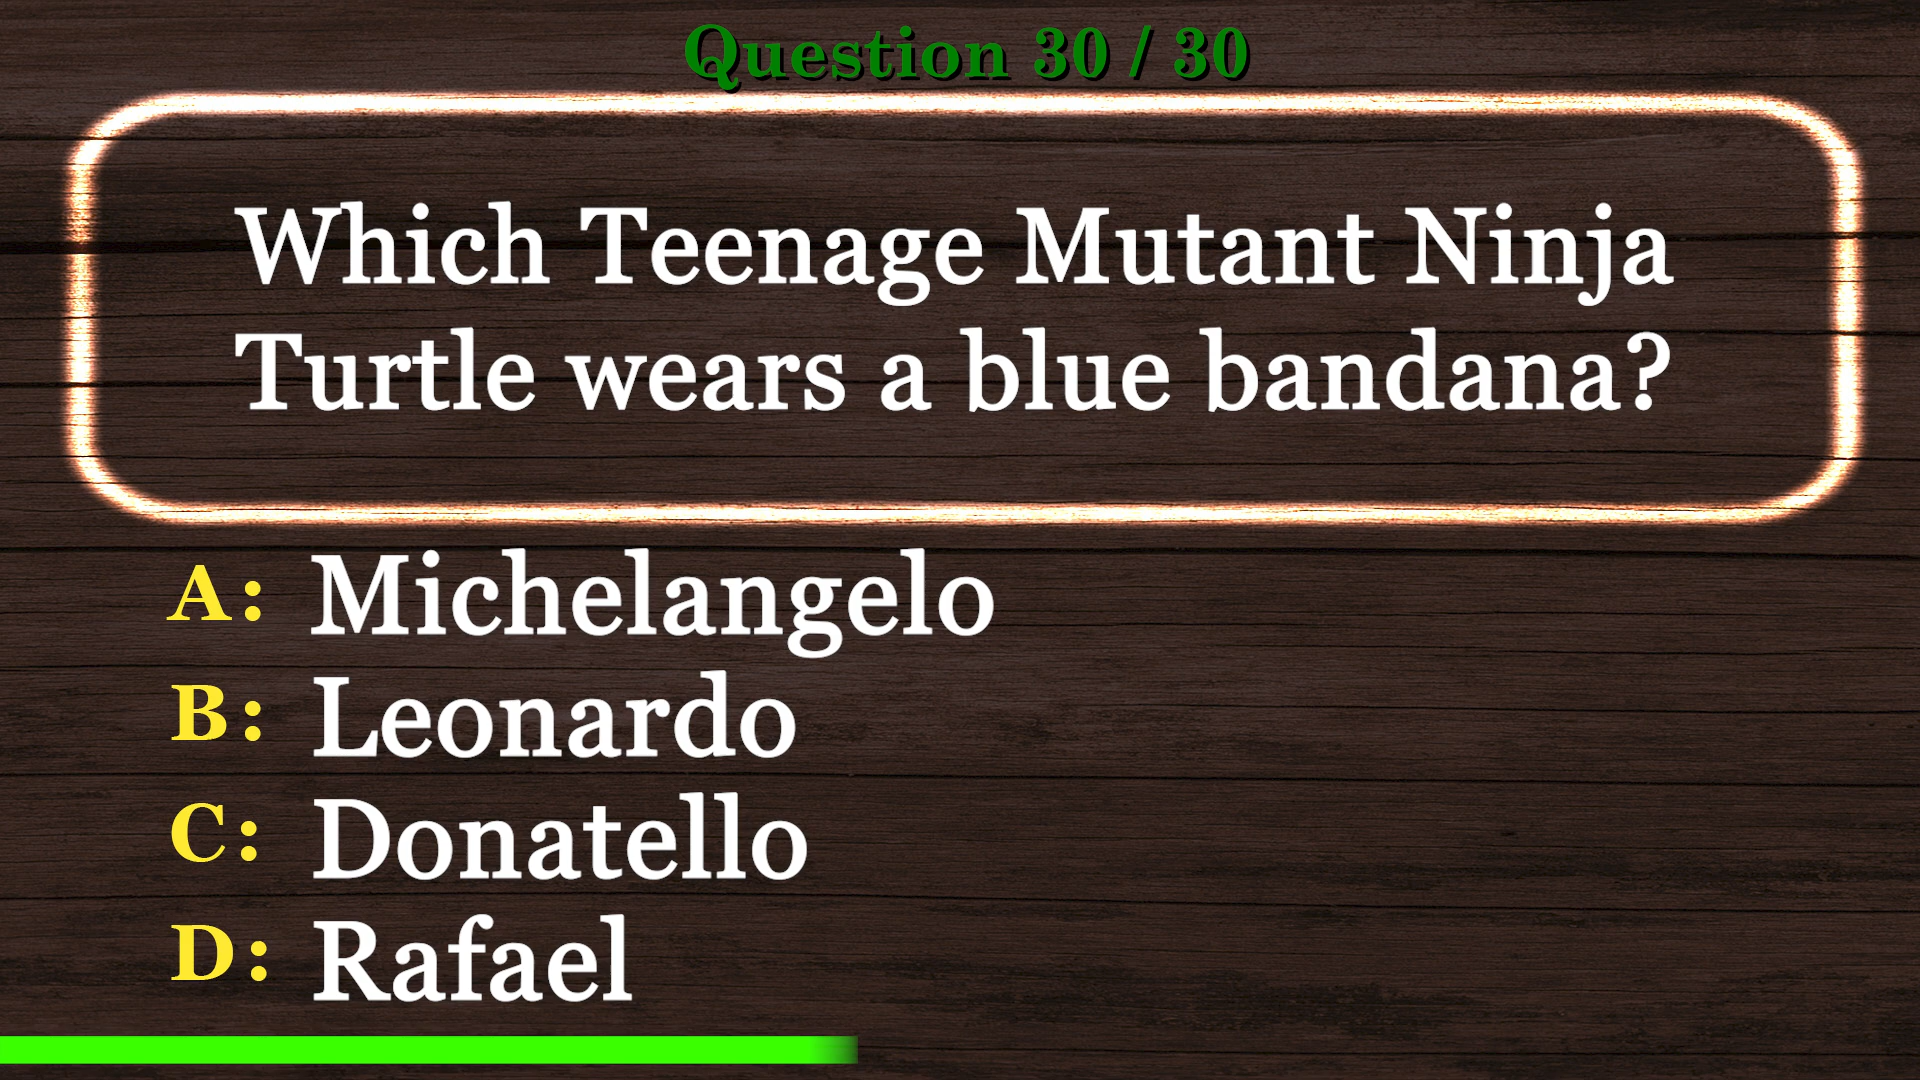 Question 30 / 30
Which Teenage Mutant Ninja
Turtle wears a blue bandana?
A: Michelangelo
B: Leonardo
C: Donatello
D: Rafael